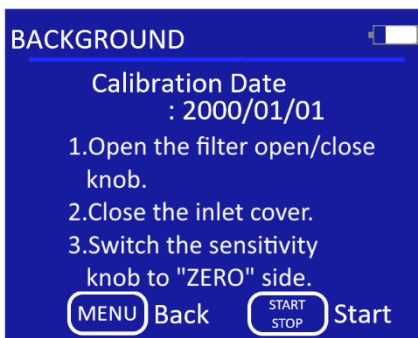 BACKGROUND
Calibration Date
: 2000/01/01
1.Open the filter open/close
knob.
2.Close the inlet cover.
3.Switch the sensitivity
knob to "ZERO" side.
MENU Back START STOP Start